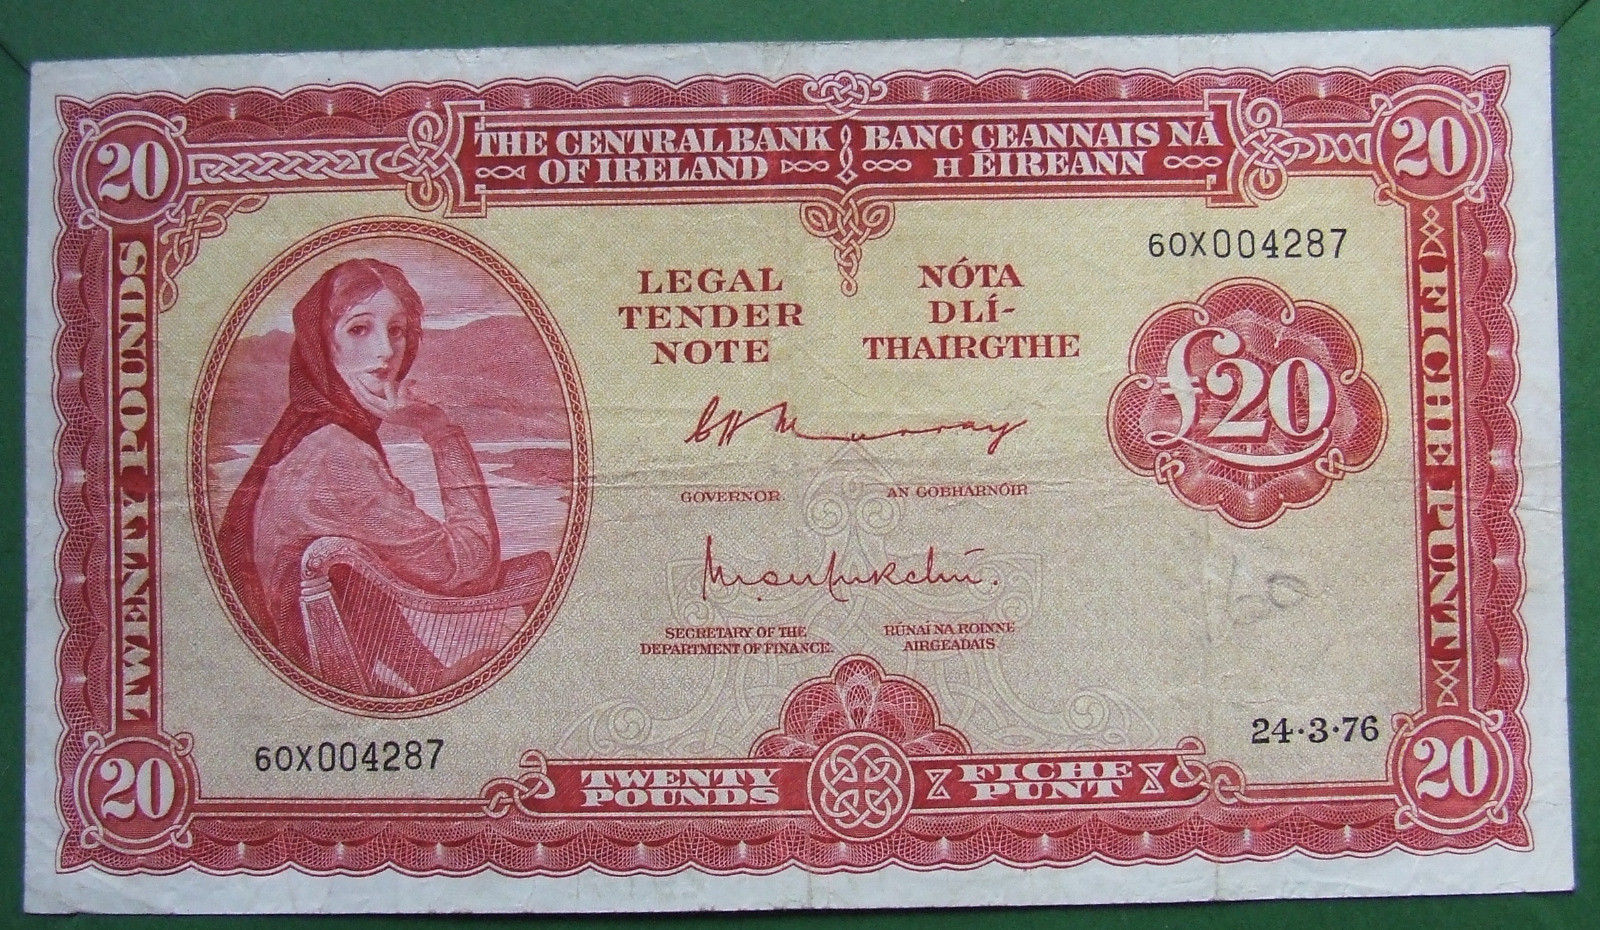 THE CENTRAL BANK
OF IRELAND
BANC CEANNAIS NA
H EIREANN
20
20
TWENTY POUNDS
FICHE PUNT
60X004287
LEGAL
TENDER
NOTE
NÓTA
DLÍ-
THAIRGTHE
£20
C H Murray
GOVERNOR.
AN GOBHARNÓIR
SECRETARY OF THE
DEPARTMENT OF FINANCE.
RÚNAÍ NA ROINNE
AIRGEADAIS
60X004287
24·3·76
20
TWENTY
POUNDS
FICHE
PUNT
20